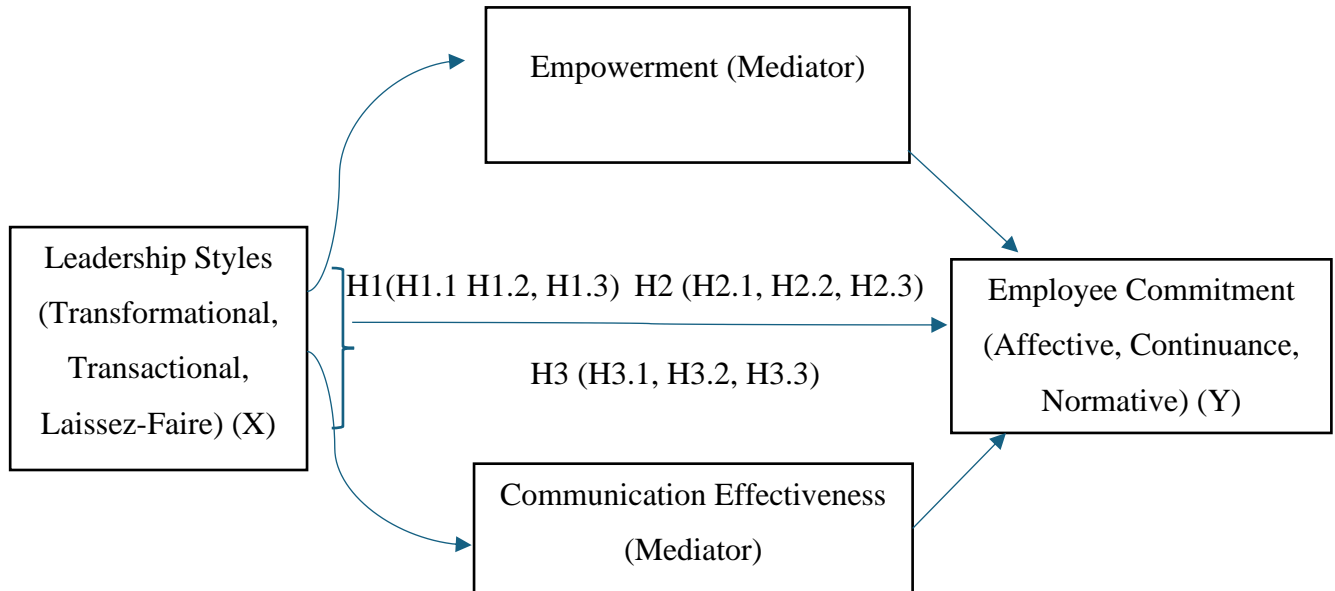 Empowerment (Mediator)
Leadership Styles
(Transformational,
Transactional,
Laissez-Faire) (X)
H1(H1.1 H1.2, H1.3)  H2 (H2.1, H2.2, H2.3)
H3 (H3.1, H3.2, H3.3)
Employee Commitment
(Affective, Continuance,
Normative) (Y)
Communication Effectiveness
(Mediator)